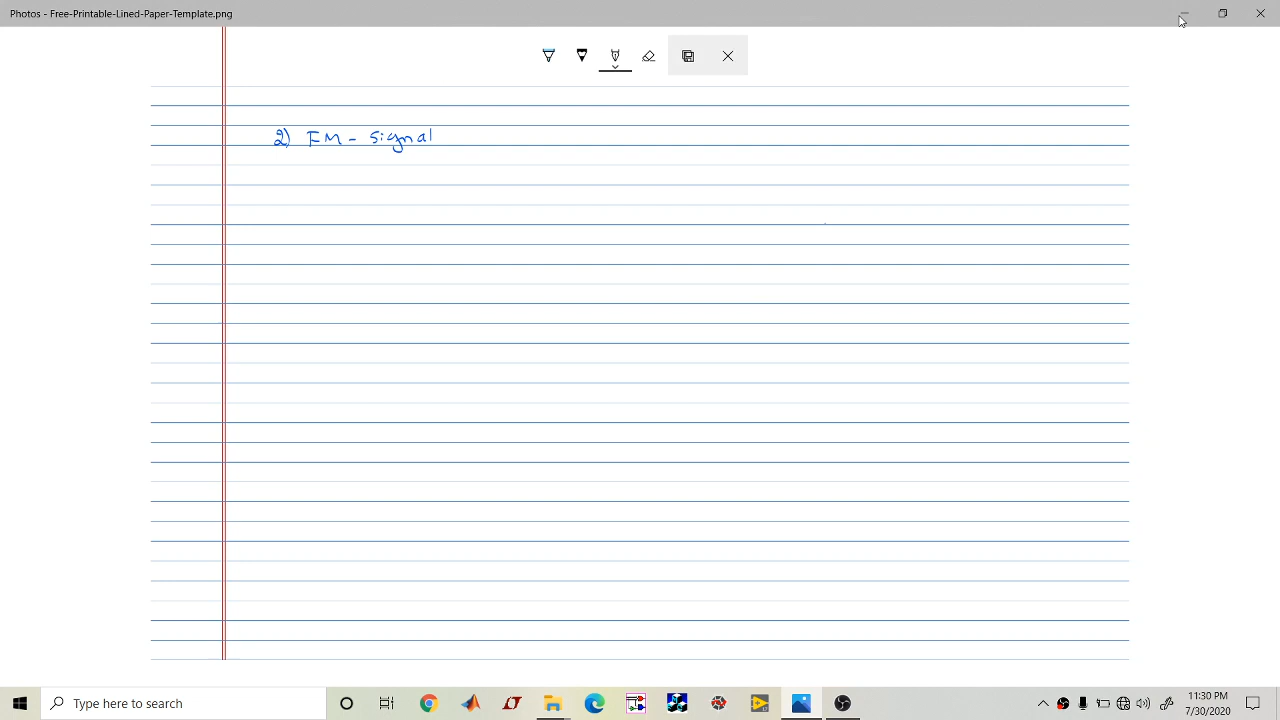 Photos - Free-Printable-Lined-Paper-Template.png
2) FM - signal
Type here to search
11:30 PM
7/30/2020